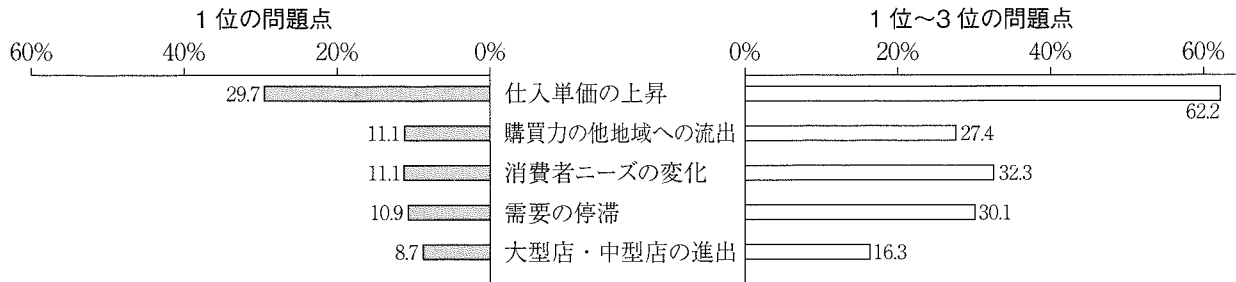 1位の問題点
1位～3位の問題点
60% 40% 20% 0%
0% 20% 40% 60%
29.7 仕入単価の上昇 62.2
11.1 購買力の他地域への流出 27.4
11.1 消費者ニーズの変化 32.3
10.9 需要の停滞 30.1
8.7 大型店・中型店の進出 16.3